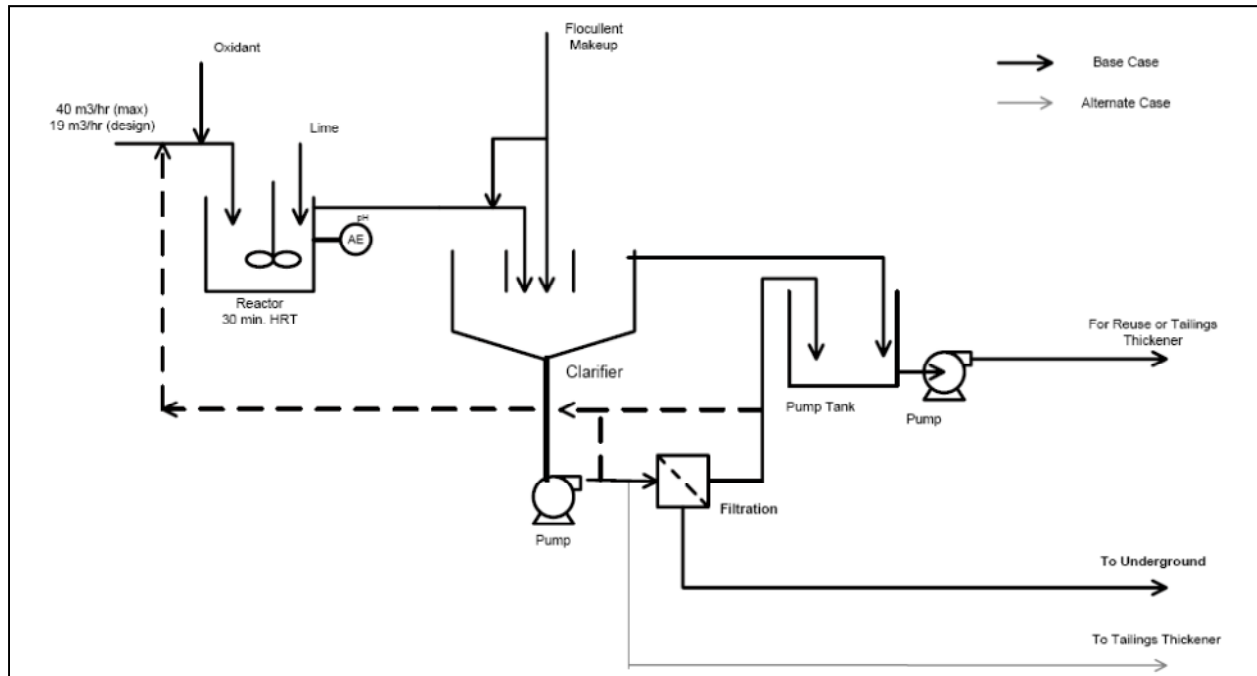 Oxidant
Flocullent
Makeup
Base Case
Alternate Case
40 m3/hr (max)
19 m3/hr (design)
Lime
pH
AE
Reactor
30 min. HRT
Clarifier
For Reuse or Tailings
Thickener
Pump Tank
Pump
Filtration
Pump
To Underground
To Tailings Thickener